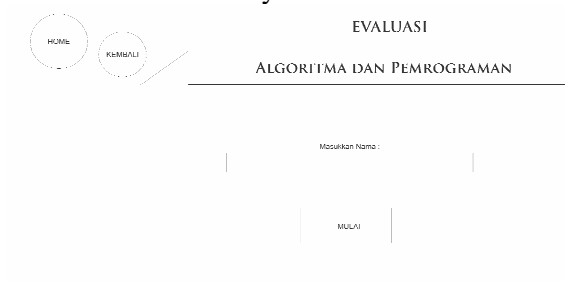 EVALUASI
HOME
KEMBALI
ALGORITMA DAN PEMROGRAMAN
Masukkan Nama :
MULAI